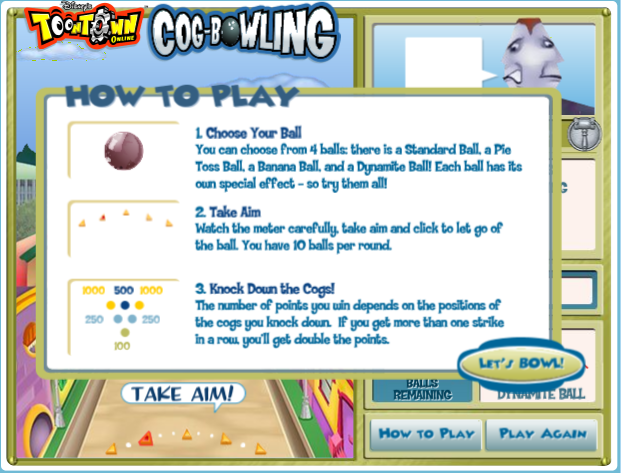 Disney's
TOONTOWN
ONLINE
COG-BOWLING
HOW TO PLAY
1. Choose Your Ball
You can choose from 4 balls: there is a Standard Ball, a Pie
Toss Ball, a Banana Ball, and a Dynamite Ball! Each ball has its
own special effect - so try them all!
2. Take Aim
Watch the meter carefully, take aim and click to let go of
the ball. You have 10 balls per round.
1000 500 1000
250 250
100
3. Knock Down the Cogs!
The number of points you win depends on the positions of
the cogs you knock down. If you get more than one strike
in a row, you'll get double the points.
LET'S BOWL!
TAKE AIM!
BALLS
REMAINING
DYNAMITE BALL
HOW TO PLAY
PLAY AGAIN